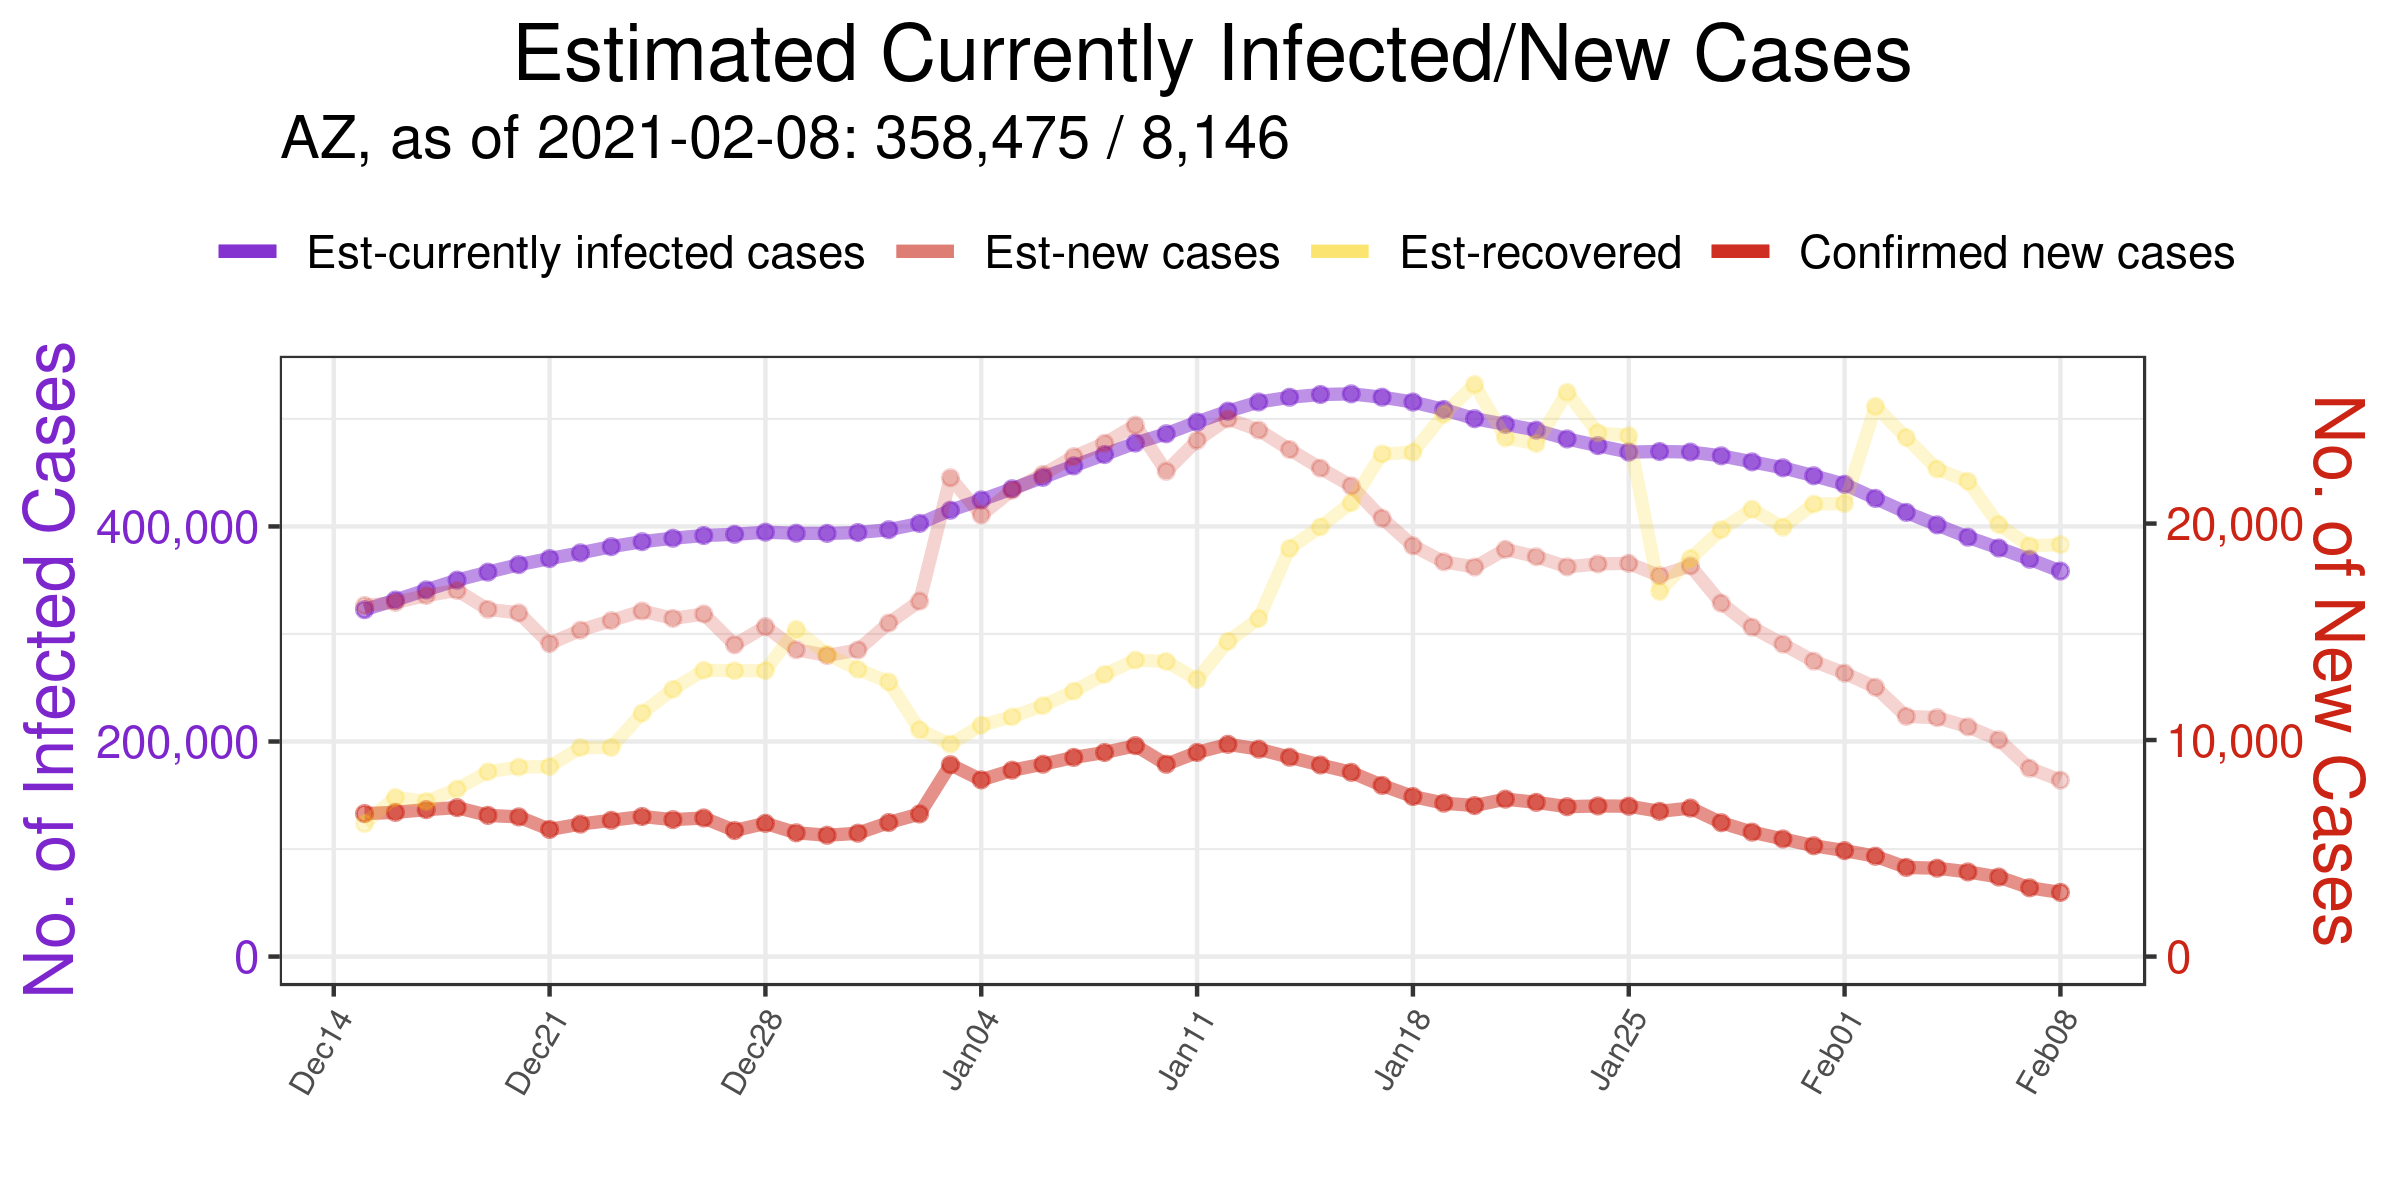 Estimated Currently Infected/New Cases
AZ, as of 2021-02-08: 358,475 / 8,146
Est-currently infected cases Est-new cases Est-recovered Confirmed new cases
No. of Infected Cases
400,000
200,000
0
20,000
10,000
0
No. of New Cases
Dec14 Dec21 Dec28 Jan04 Jan11 Jan18 Jan25 Feb01 Feb08